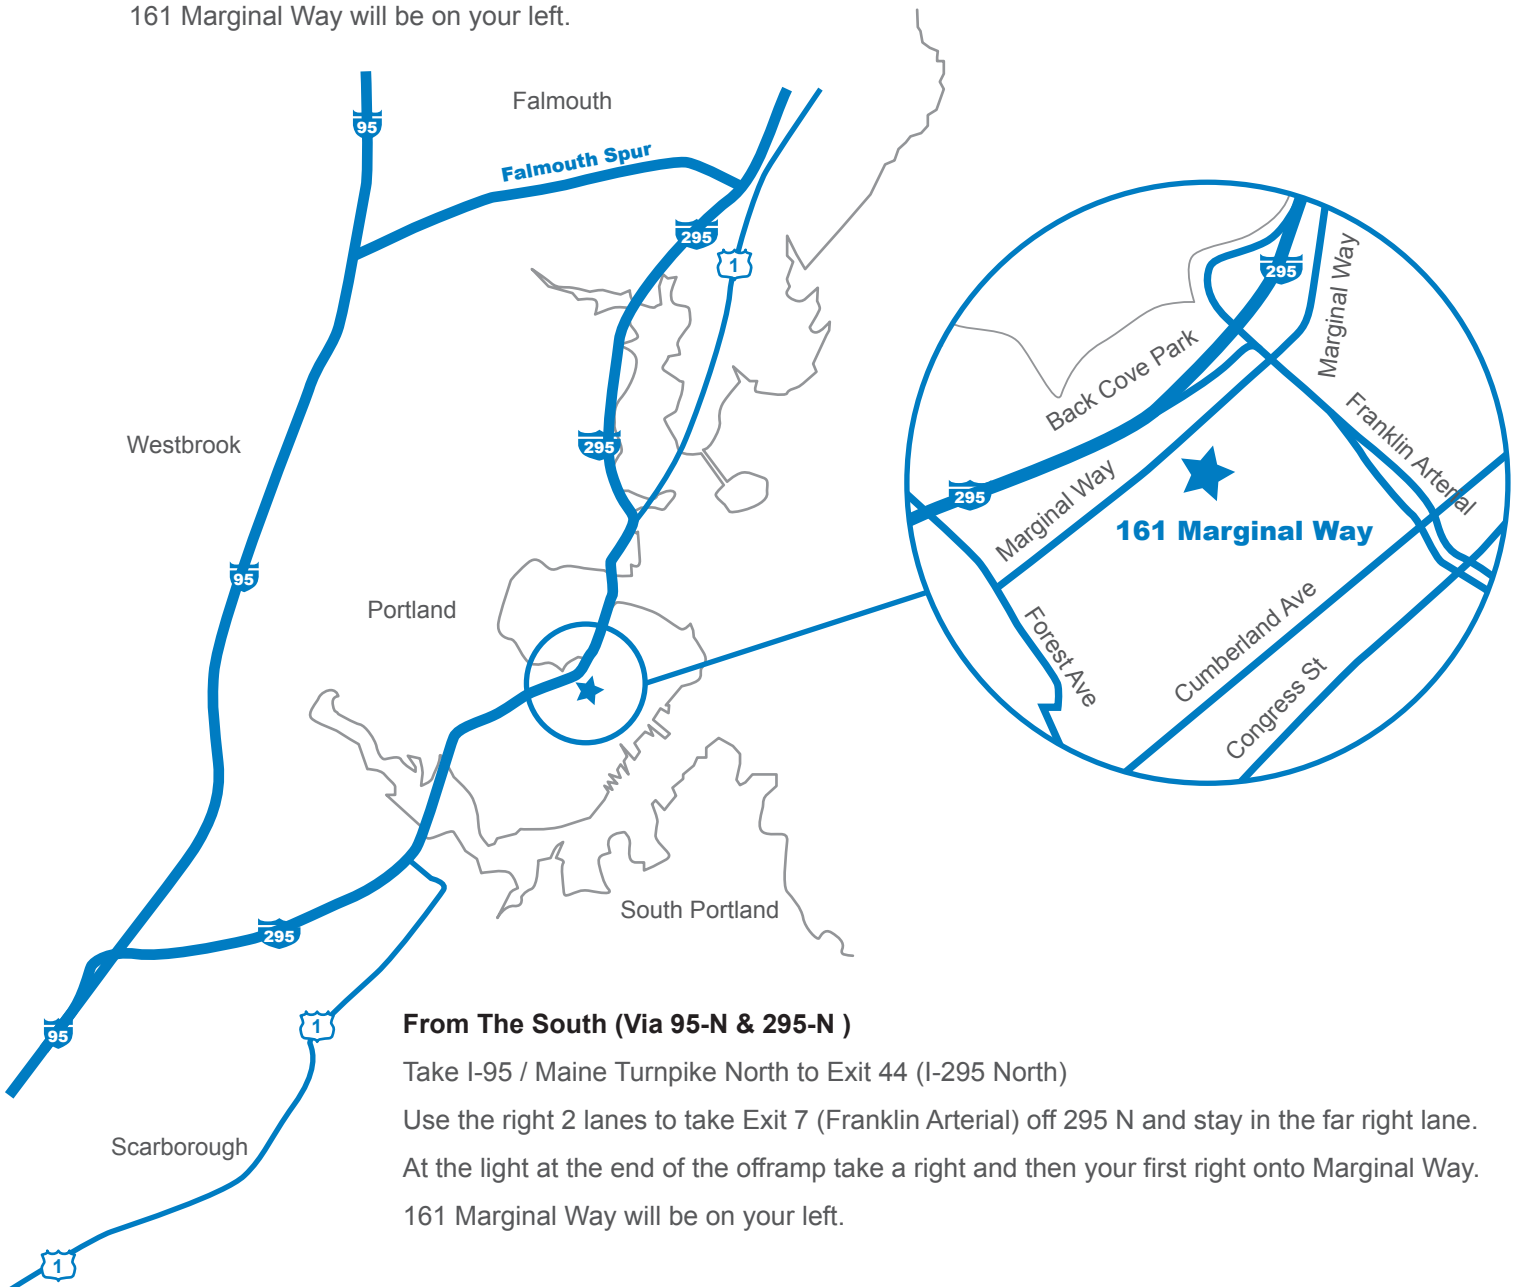 161 Marginal Way will be on your left.
Falmouth
95
Falmouth Spur
295
1
Marginal Way
295
Back Cove Park
Franklin Arterial
295
Westbrook
Marginal Way
295
161 Marginal Way
95
Portland
Forest Ave
Cumberland Ave
Congress St
South Portland
295
95
1
From The South (Via 95-N & 295-N )
Take I-95 / Maine Turnpike North to Exit 44 (I-295 North)
Use the right 2 lanes to take Exit 7 (Franklin Arterial) off 295 N and stay in the far right lane.
At the light at the end of the offramp take a right and then your first right onto Marginal Way.
161 Marginal Way will be on your left.
Scarborough
1